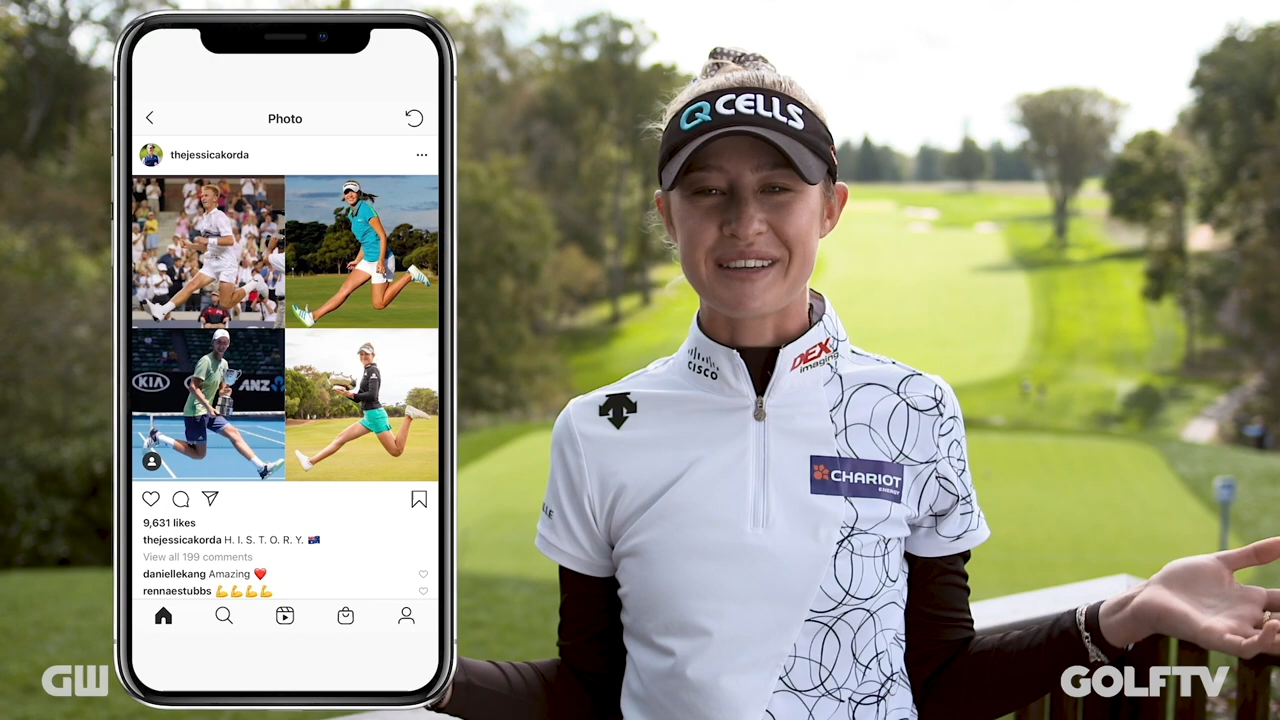 Photo
thejessicakorda
KIA
ANZ
9,631 likes
thejessicakorda H. I. S. T. O. R. Y. 🇦🇺
View all 199 comments
daniellekang Amazing ❤️
rennaestubbs 💪💪💪💪
Q CELLS
CISCO
DEX
imaging
CHARIOT
ENERGY
GW
GOLFTV